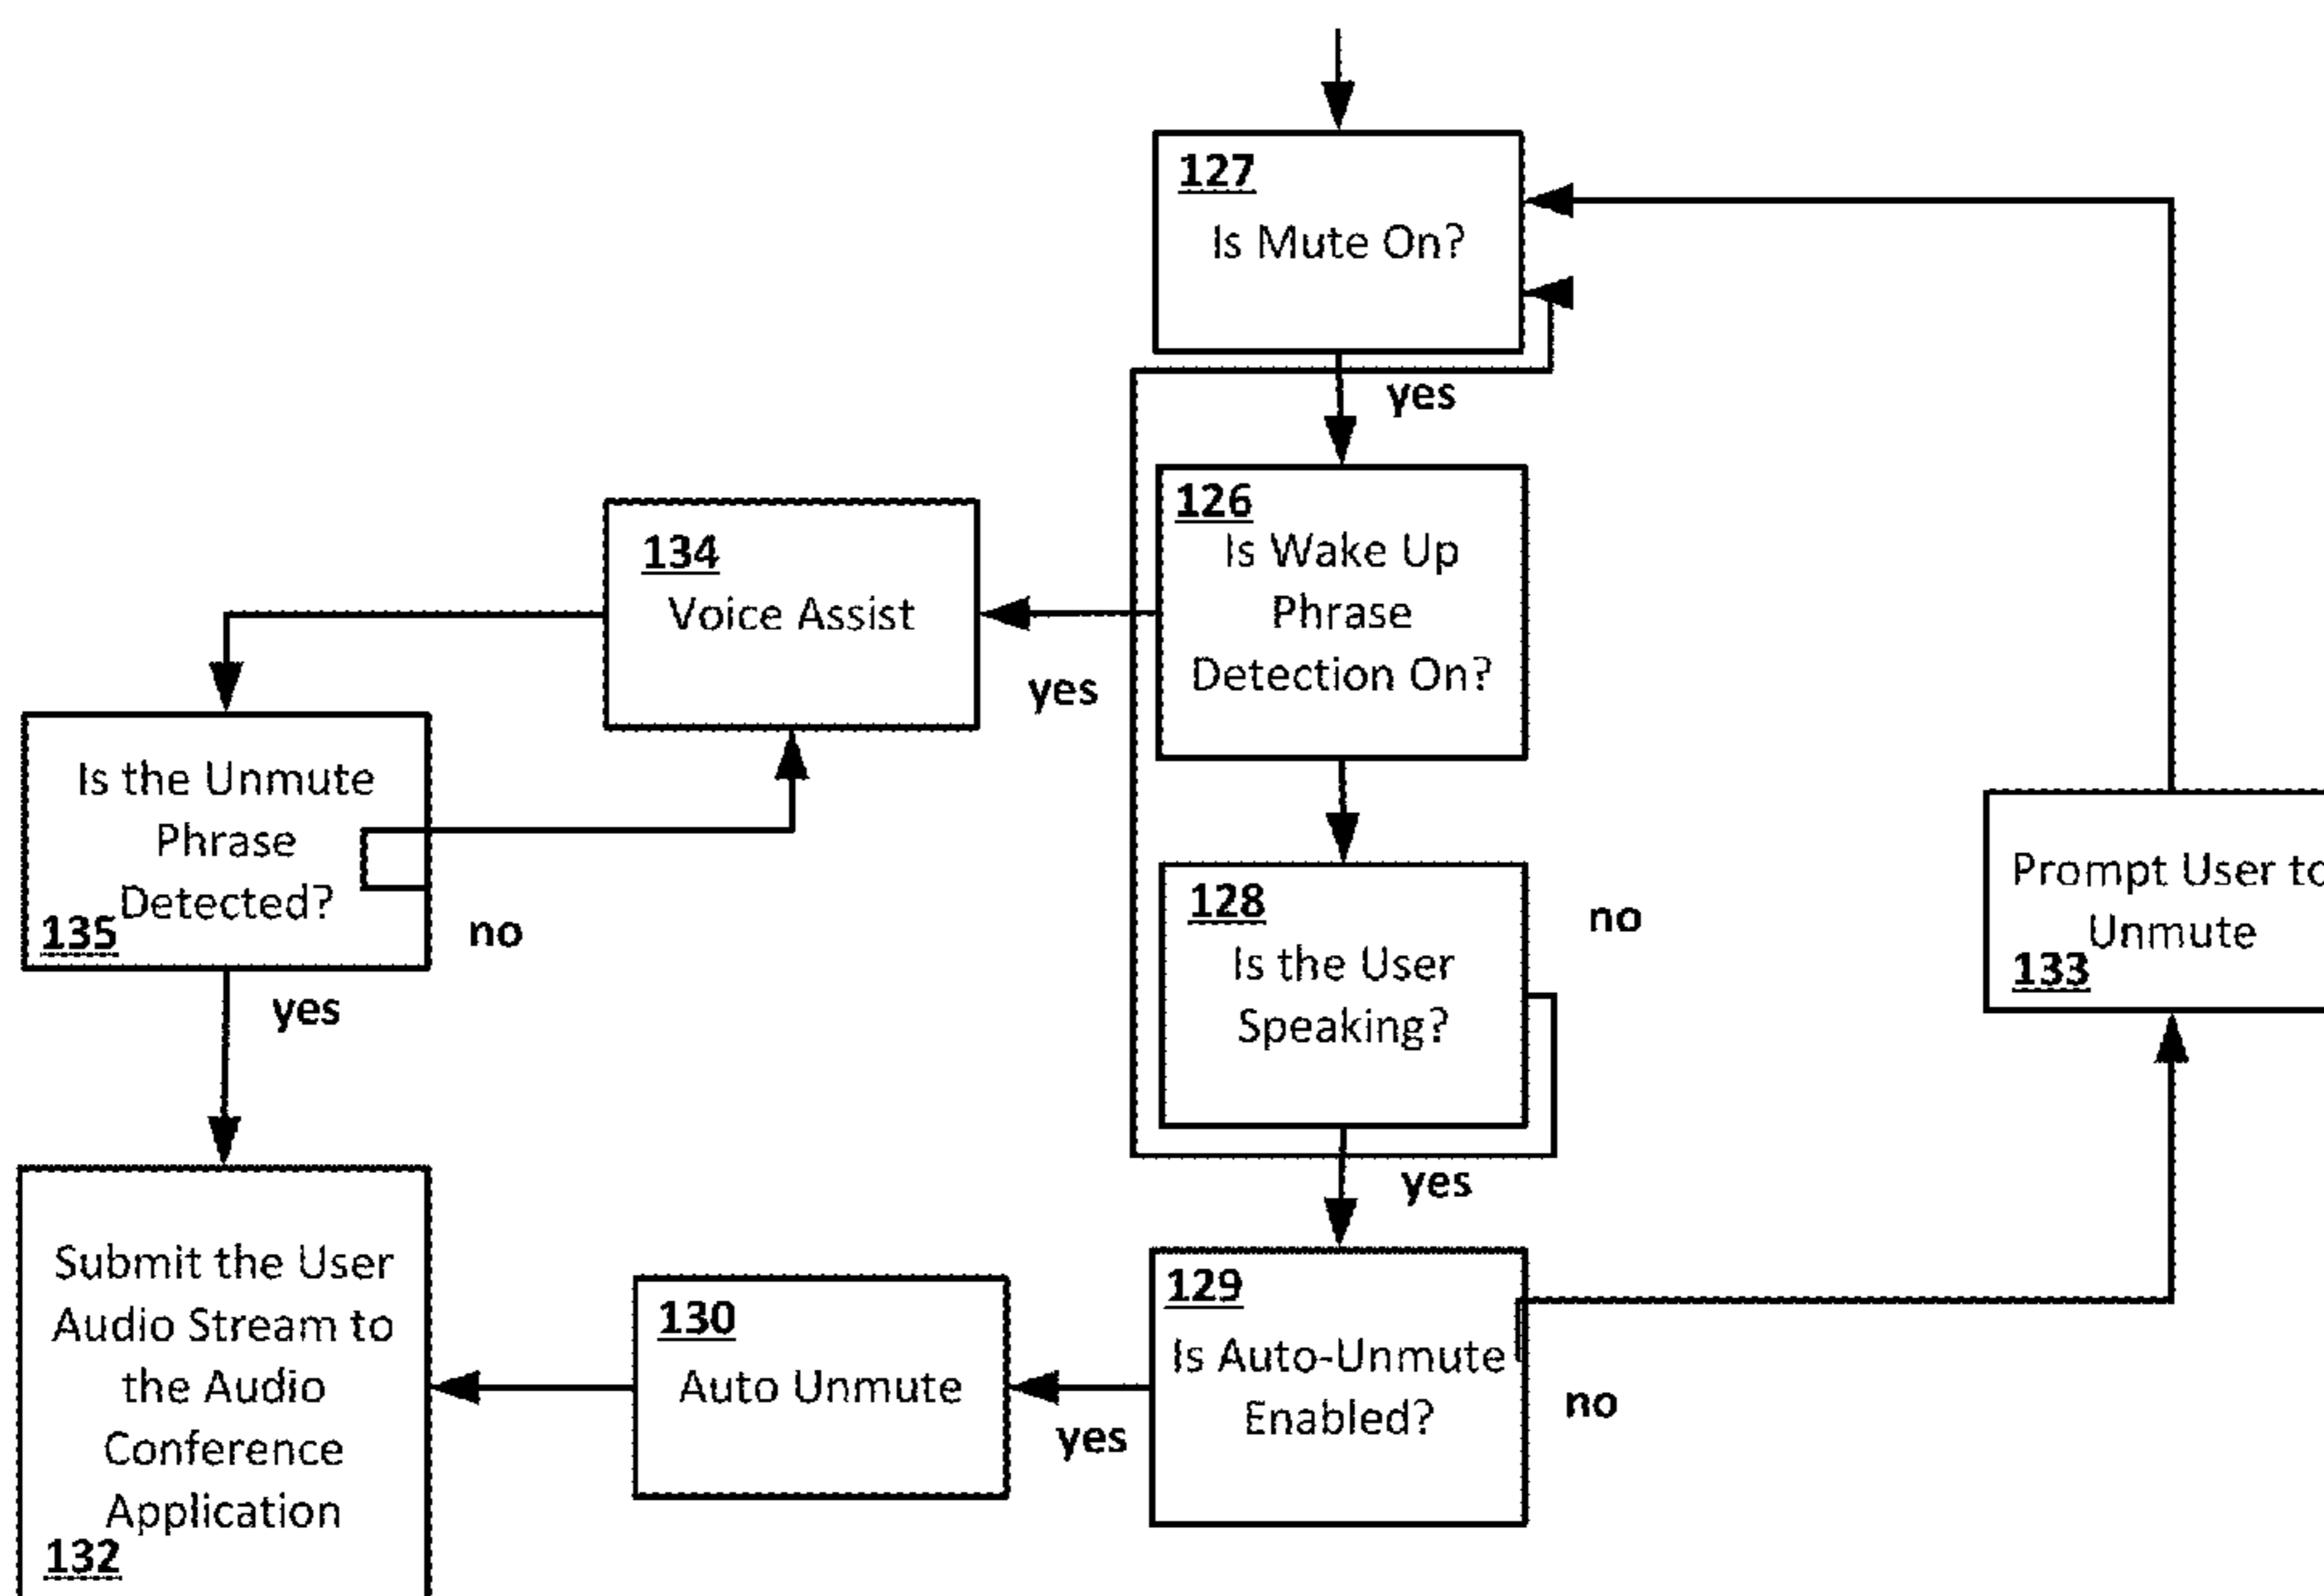 127
Is Mute On?
yes
126
Is Wake Up
Phrase
Detection On?
134
Voice Assist
yes
Is the Unmute
Phrase
Detected?
135
no
yes
128
Is the User
Speaking?
no
yes
Prompt User to
Unmute
133
129
Is Auto-Unmute
Enabled?
no
yes
130
Auto Unmute
Submit the User
Audio Stream to
the Audio
Conference
Application
132